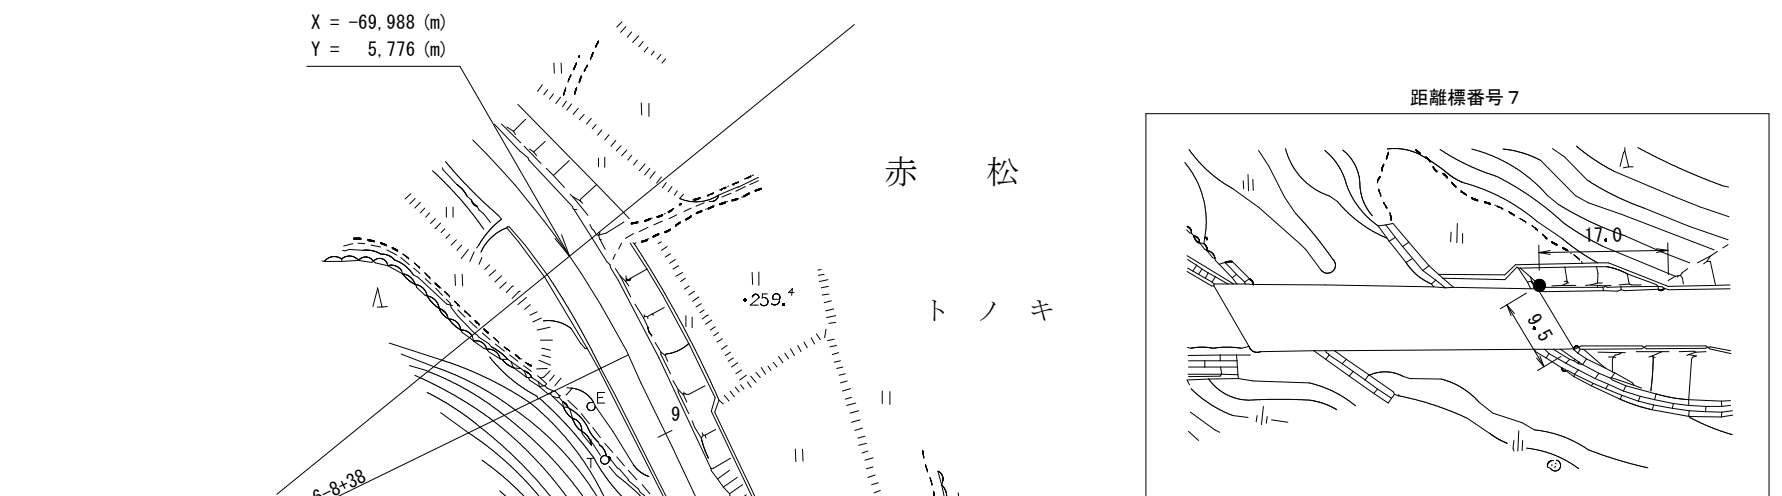 X = -69,988 (m)
Y = 5,776 (m)
赤 松
ト ノ キ
259.4
E
T
9
6-8+38
距離標番号7
17.0
9.5